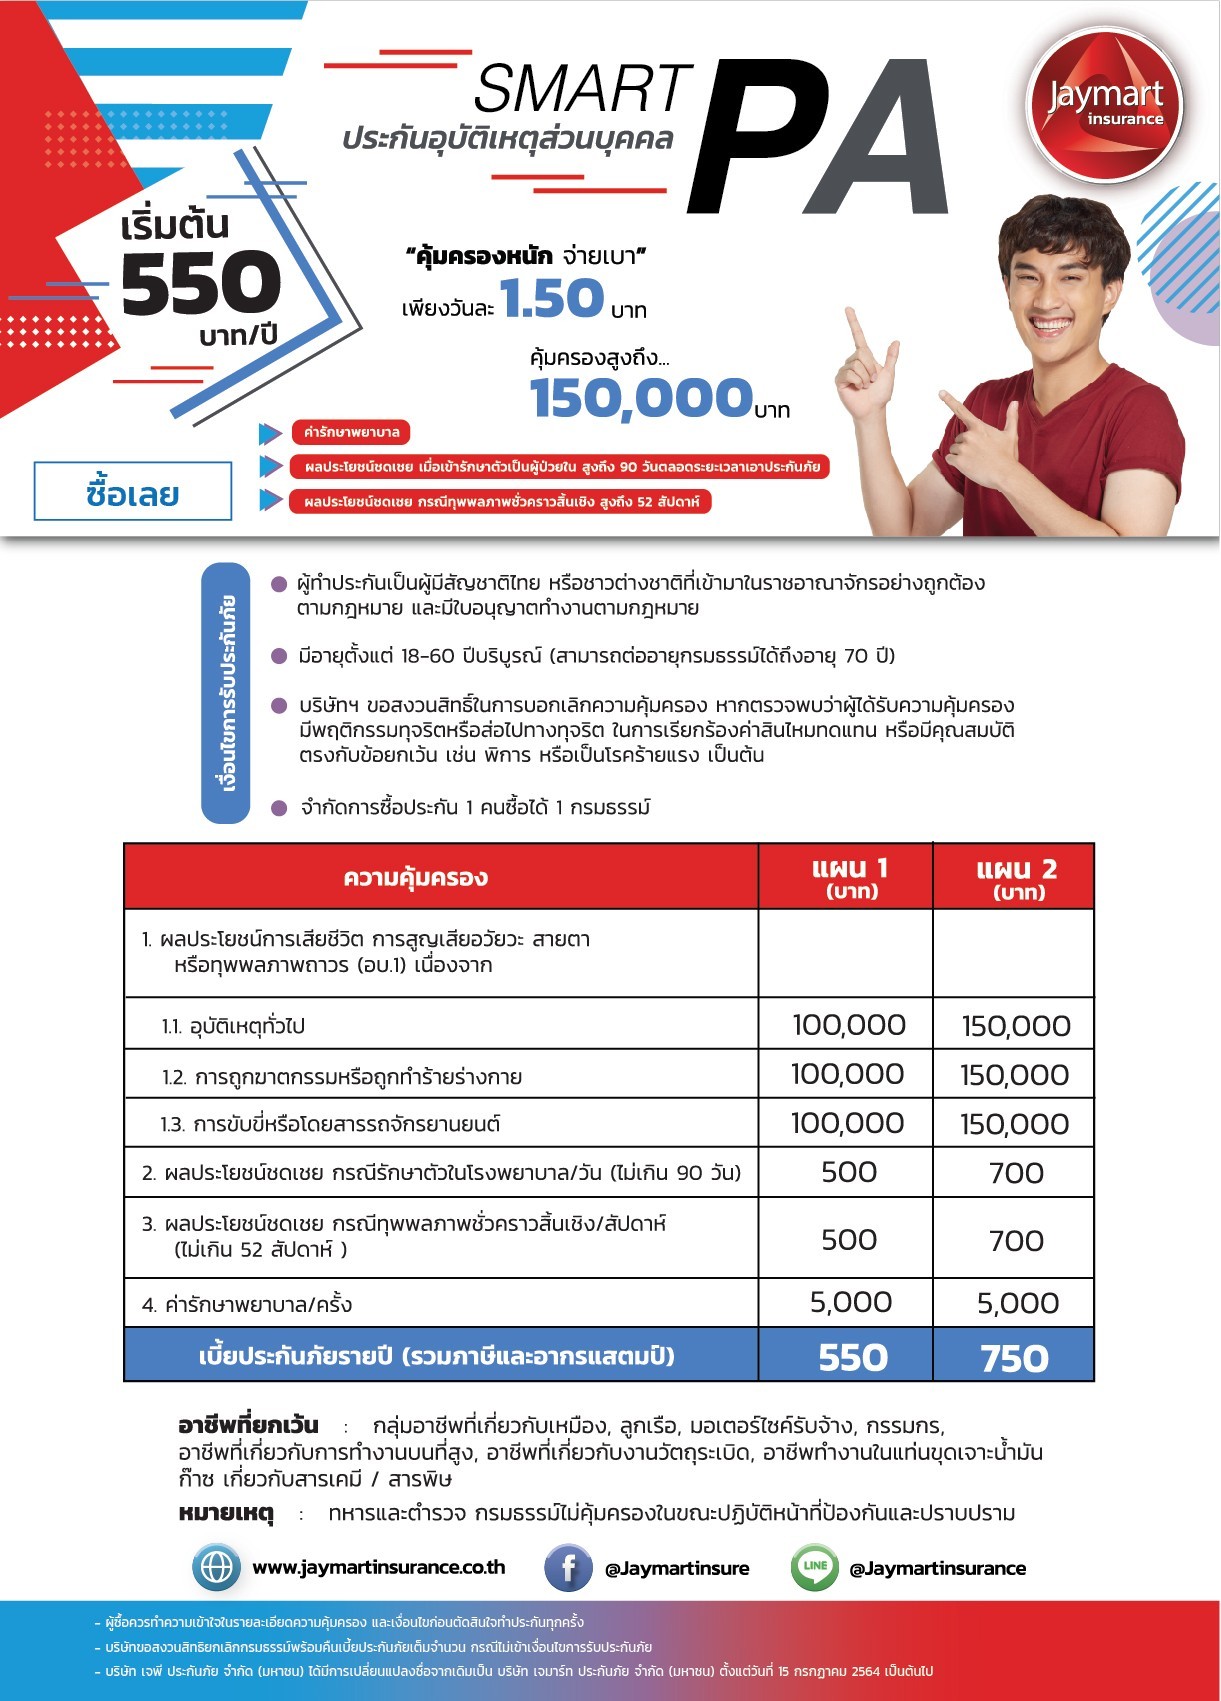 SMART PA
ประกันอุบัติเหตุส่วนบุคคล
Jaymart
insurance
เริ่มต้น
550
บาท/ปี
“คุ้มครองหนัก จ่ายเบา”
เพียงวันละ 1.50 บาท
คุ้มครองสูงถึง...
150,000บาท
ค่ารักษาพยาบาล
ผลประโยชน์ชดเชย เมื่อเข้ารักษาตัวเป็นผู้ป่วยใน สูงถึง 90 วันตลอดระยะเวลาเอาประกันภัย
ผลประโยชน์ชดเชย กรณีทุพพลภาพชั่วคราวสิ้นเชิง สูงถึง 52 สัปดาห์
ซื้อเลย
เงื่อนไขการรับประกันภัย
ผู้ทำประกันเป็นผู้มีสัญชาติไทย หรือชาวต่างชาติที่เข้ามาในราชอาณาจักรอย่างถูกต้อง
ตามกฎหมาย และมีใบอนุญาตทำงานตามกฎหมาย
มีอายุตั้งแต่ 18-60 ปีบริบูรณ์ (สามารถต่ออายุกรมธรรม์ได้ถึงอายุ 70 ปี)
บริษัทฯ ขอสงวนสิทธิ์ในการบอกเลิกความคุ้มครอง หากตรวจพบว่าผู้ได้รับความคุ้มครอง
มีพฤติกรรมทุจริตหรือส่อไปทางทุจริต ในการเรียกร้องค่าสินไหมทดแทน หรือมีคุณสมบัติ
ตรงกับข้อยกเว้น เช่น พิการ หรือเป็นโรคร้ายแรง เป็นต้น
จำกัดการซื้อประกัน 1 คนซื้อได้ 1 กรมธรรม์
ความคุ้มครอง แผน 1 (บาท) แผน 2 (บาท)
1. ผลประโยชน์การเสียชีวิต การสูญเสียอวัยวะ สายตา
หรือทุพพลภาพถาวร (อบ.1) เนื่องจาก
1.1. อุบัติเหตุทั่วไป 100,000 150,000
1.2. การถูกฆาตกรรมหรือถูกทำร้ายร่างกาย 100,000 150,000
1.3. การขับขี่หรือโดยสารรถจักรยานยนต์ 100,000 150,000
2. ผลประโยชน์ชดเชย กรณีรักษาตัวในโรงพยาบาล/วัน (ไม่เกิน 90 วัน) 500 700
3. ผลประโยชน์ชดเชย กรณีทุพพลภาพชั่วคราวสิ้นเชิง/สัปดาห์
(ไม่เกิน 52 สัปดาห์ ) 500 700
4. ค่ารักษาพยาบาล/ครั้ง 5,000 5,000
เบี้ยประกันภัยรายปี (รวมภาษีและอากรแสตมป์) 550 750
อาชีพที่ยกเว้น : กลุ่มอาชีพที่เกี่ยวกับเหมือง, ลูกเรือ, มอเตอร์ไซค์รับจ้าง, กรรมกร,
อาชีพที่เกี่ยวกับการทำงานบนที่สูง, อาชีพที่เกี่ยวกับงานวัตถุระเบิด, อาชีพทำงานในแท่นขุดเจาะน้ำมัน
ก๊าซ เกี่ยวกับสารเคมี / สารพิษ
หมายเหตุ : ทหารและตำรวจ กรมธรรม์ไม่คุ้มครองในขณะปฏิบัติหน้าที่ป้องกันและปราบปราม
www.jaymartinsurance.co.th f @Jaymartinsure LINE @Jaymartinsurance
- ผู้ซื้อควรทำความเข้าใจในรายละเอียดความคุ้มครอง และเงื่อนไขก่อนตัดสินใจทำประกันทุกครั้ง
- บริษัทขอสงวนสิทธิยกเลิกกรมธรรม์พร้อมคืนเบี้ยประกันภัยเต็มจำนวน กรณีไม่เข้าเงื่อนไขการรับประกันภัย
- บริษัท เจพี ประกันภัย จำกัด (มหาชน) ได้มีการเปลี่ยนแปลงชื่อจากเดิมเป็น บริษัท เจมาร์ท ประกันภัย จำกัด (มหาชน) ตั้งแต่วันที่ 15 กรกฎาคม 2564 เป็นต้นไป